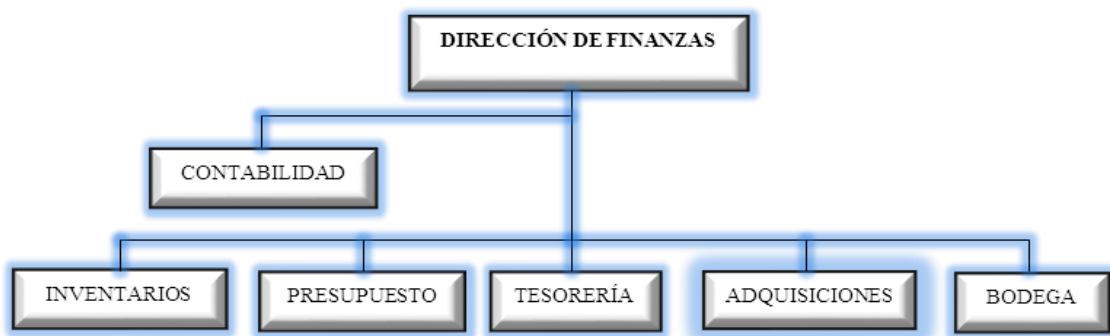 DIRECCIÓN DE FINANZAS
CONTABILIDAD
INVENTARIOS
PRESUPUESTO
TESORERÍA
ADQUISICIONES
BODEGA